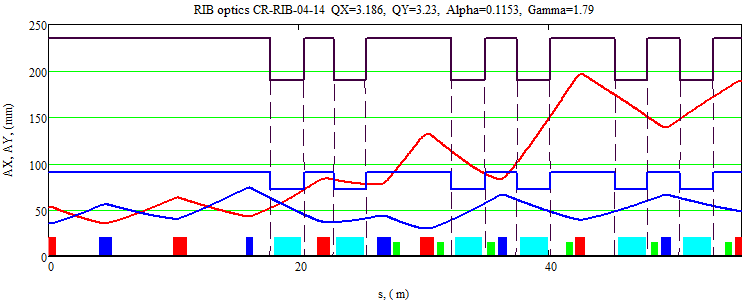 RIB optics CR-RIB-04-14 QX=3.186, QY=3.23, Alpha=0.1153, Gamma=1.79
250
200
150
100
50
0
AX, AY, (mm)
0 20 40
s, ( m)